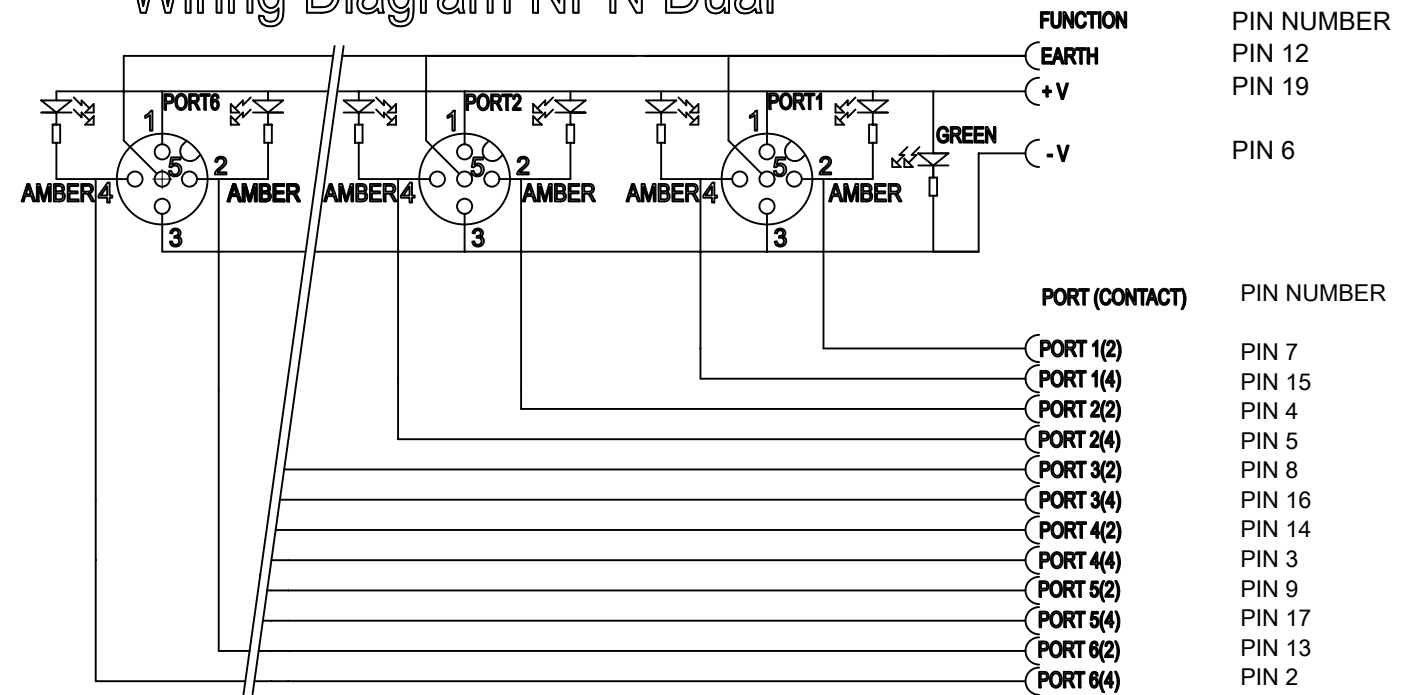 Wiring Diagram NPN Dual
FUNCTION PIN NUMBER
EARTH PIN 12
+ V PIN 19
PORT6 PORT2 PORT1
1 1 1
GREEN
- V PIN 6
5 2 5 2 5 2
AMBER 4 AMBER AMBER 4 AMBER AMBER 4 AMBER
3 3 3
PORT (CONTACT) PIN NUMBER
PORT 1(2) PIN 7
PORT 1(4) PIN 15
PORT 2(2) PIN 4
PORT 2(4) PIN 5
PORT 3(2) PIN 8
PORT 3(4) PIN 16
PORT 4(2) PIN 14
PORT 4(4) PIN 3
PORT 5(2) PIN 9
PORT 5(4) PIN 17
PORT 6(2) PIN 13
PORT 6(4) PIN 2